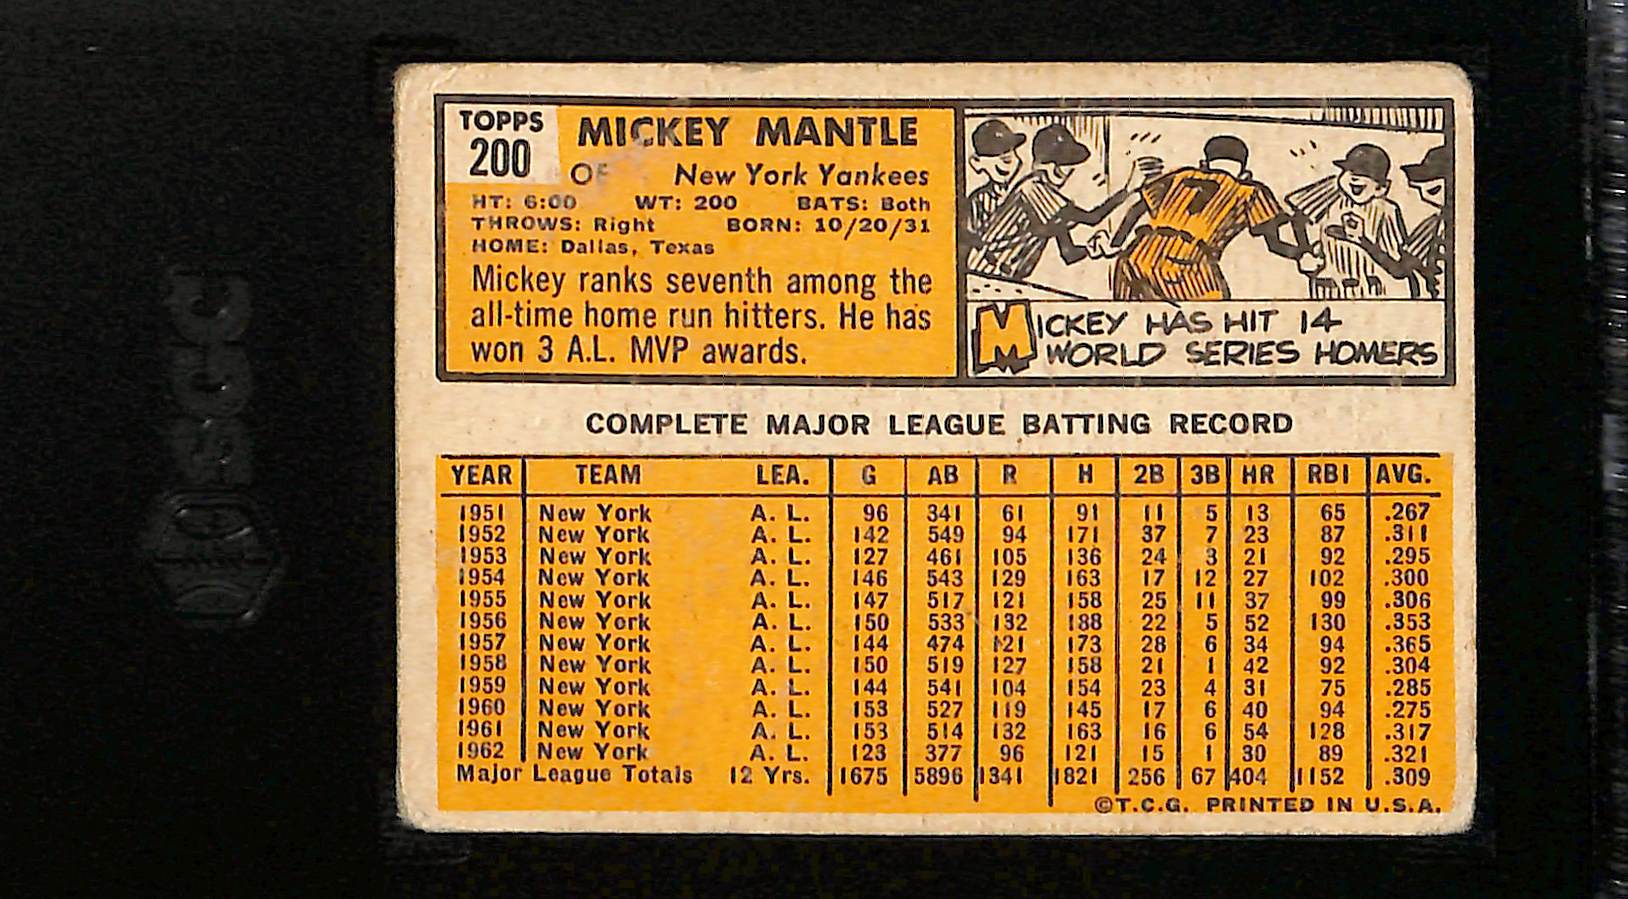 TOPPS
200
MICKEY MANTLE
OF New York Yankees
HT: 6:00 WT: 200 BATS: Both
THROWS: Right BORN: 10/20/31
HOME: Dallas, Texas
Mickey ranks seventh among the
all-time home run hitters. He has
won 3 A.L. MVP awards.
7
MICKEY HAS HIT 14
WORLD SERIES HOMERS
M
SGC
COMPLETE MAJOR LEAGUE BATTING RECORD
YEAR TEAM LEA. G AB R H 2B 3B HR RBI AVG.
1951 New York A. L. 96 341 61 91 11 5 13 65 .267
1952 New York A. L. 142 549 94 171 37 7 23 87 .311
1953 New York A. L. 127 461 105 136 24 3 21 92 .295
1954 New York A. L. 146 543 129 163 17 12 27 102 .300
1955 New York A. L. 147 517 121 158 25 11 37 99 .306
1956 New York A. L. 150 533 132 188 22 5 52 130 .353
1957 New York A. L. 144 474 121 173 28 6 34 94 .365
1958 New York A. L. 150 519 127 158 21 1 42 92 .304
1959 New York A. L. 144 541 104 154 23 4 31 75 .285
1960 New York A. L. 153 527 119 145 17 6 40 94 .275
1961 New York A. L. 153 514 132 163 16 6 54 128 .317
1962 New York A. L. 123 377 96 121 15 1 30 89 .321
Major League Totals 12 Yrs. 1675 5896 1341 1821 256 67 404 1152 .309
©T.C.G. PRINTED IN U.S.A.